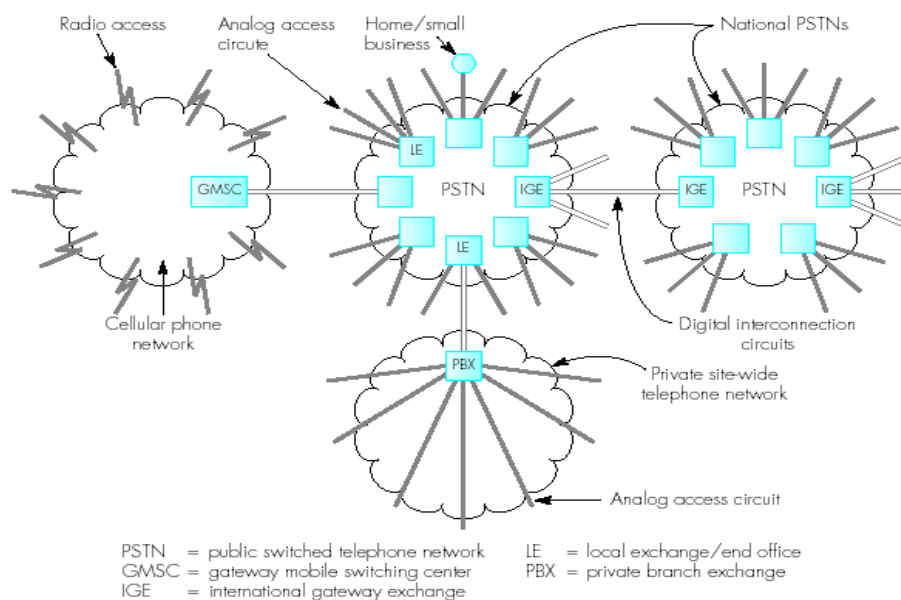 Radio access
Analog access
circute
Home/small
business
National PSTNs
LE
GMSC
PSTN
IGE
IGE
PSTN
IGE
LE
Cellular phone
network
Digital interconnection
circuits
PBX
Private site-wide
telephone network
Analog access circuit
PSTN = public switched telephone network
GMSC = gateway mobile switching center
IGE = international gateway exchange
LE = local exchange/end office
PBX = private branch exchange